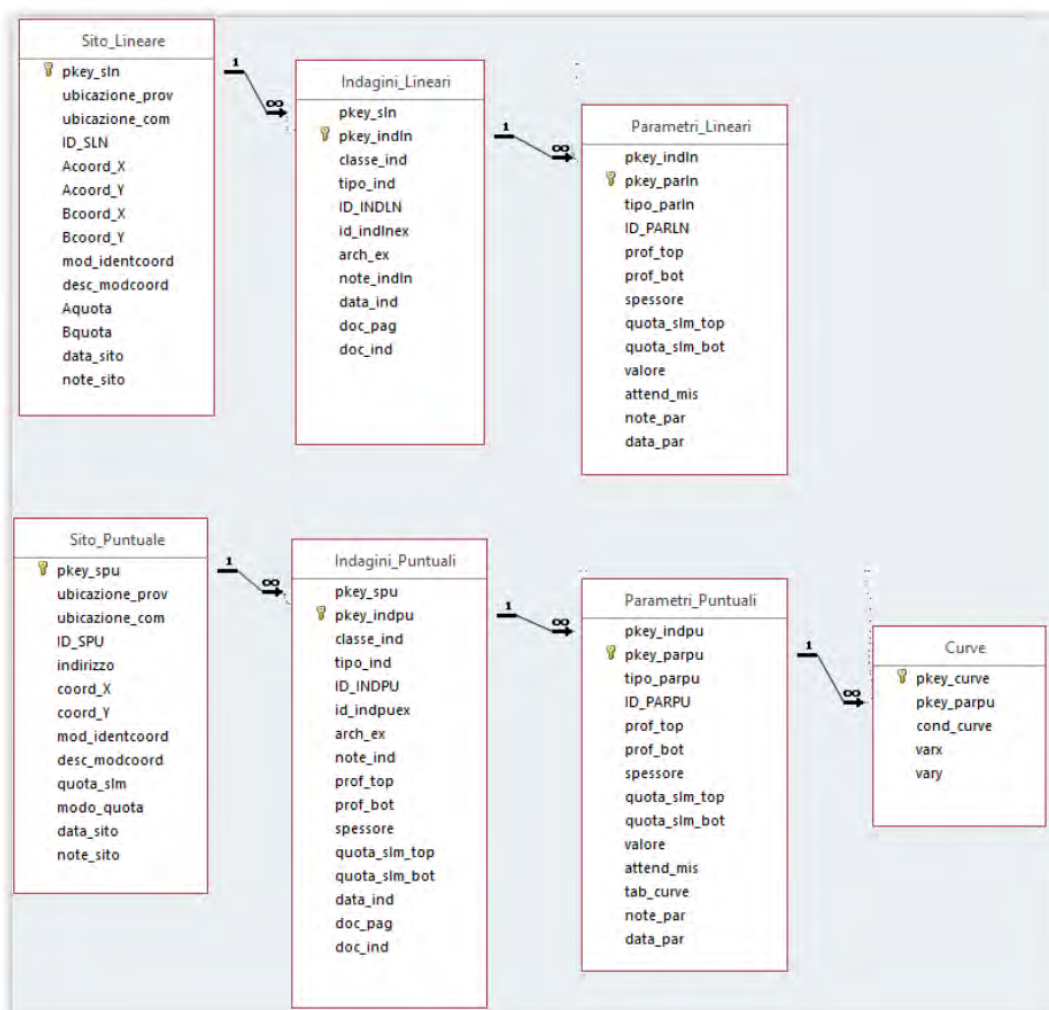 Sito_Lineare
pkey_sln
ubicazione_prov
ubicazione_com
ID_SLN
Acoord_X
Acoord_Y
Bcoord_X
Bcoord_Y
mod_identcoord
desc_modcoord
Aquota
Bquota
data_sito
note_sito
1
∞
Indagini_Lineari
pkey_sln
pkey_indln
classe_ind
tipo_ind
ID_INDLN
id_indlnex
arch_ex
note_indln
data_ind
doc_pag
doc_ind
1
∞
Parametri_Lineari
pkey_indln
pkey_parln
tipo_parln
ID_PARLN
prof_top
prof_bot
spessore
quota_slm_top
quota_slm_bot
valore
attend_mis
note_par
data_par
Sito_Puntuale
pkey_spu
ubicazione_prov
ubicazione_com
ID_SPU
indirizzo
coord_X
coord_Y
mod_identcoord
desc_modcoord
quota_slm
modo_quota
data_sito
note_sito
1
∞
Indagini_Puntuali
pkey_spu
pkey_indpu
classe_ind
tipo_ind
ID_INDPU
id_indpuex
arch_ex
note_ind
prof_top
prof_bot
spessore
quota_slm_top
quota_slm_bot
data_ind
doc_pag
doc_ind
1
∞
Parametri_Puntuali
pkey_indpu
pkey_parpu
tipo_parpu
ID_PARPU
prof_top
prof_bot
spessore
quota_slm_top
quota_slm_bot
valore
attend_mis
tab_curve
note_par
data_par
1
∞
Curve
pkey_curve
pkey_parpu
cond_curve
varx
vary